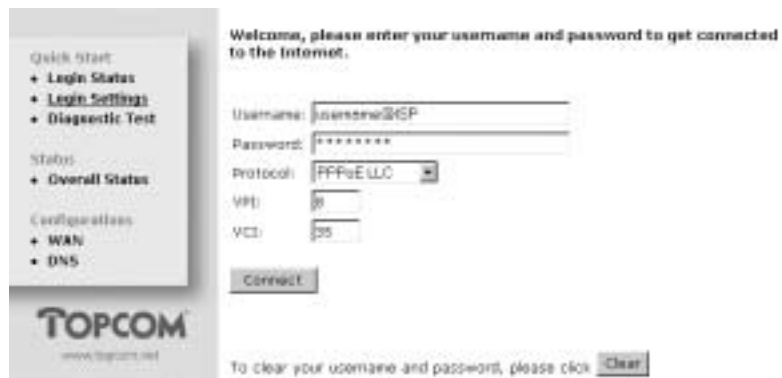 Welcome, please enter your username and password to get connected
to the Internet.
Quick Start
Login Status
Login Settings
Diagnostic Test
Status
Overall Status
Configurations
WAN
DNS
Username: username@ISP
Password: ********
Protocol: PPPoE LLC
VPI: 8
VCI: 35
Connect
TOPCOM
www.topcom.net
To clear your username and password, please click Clear